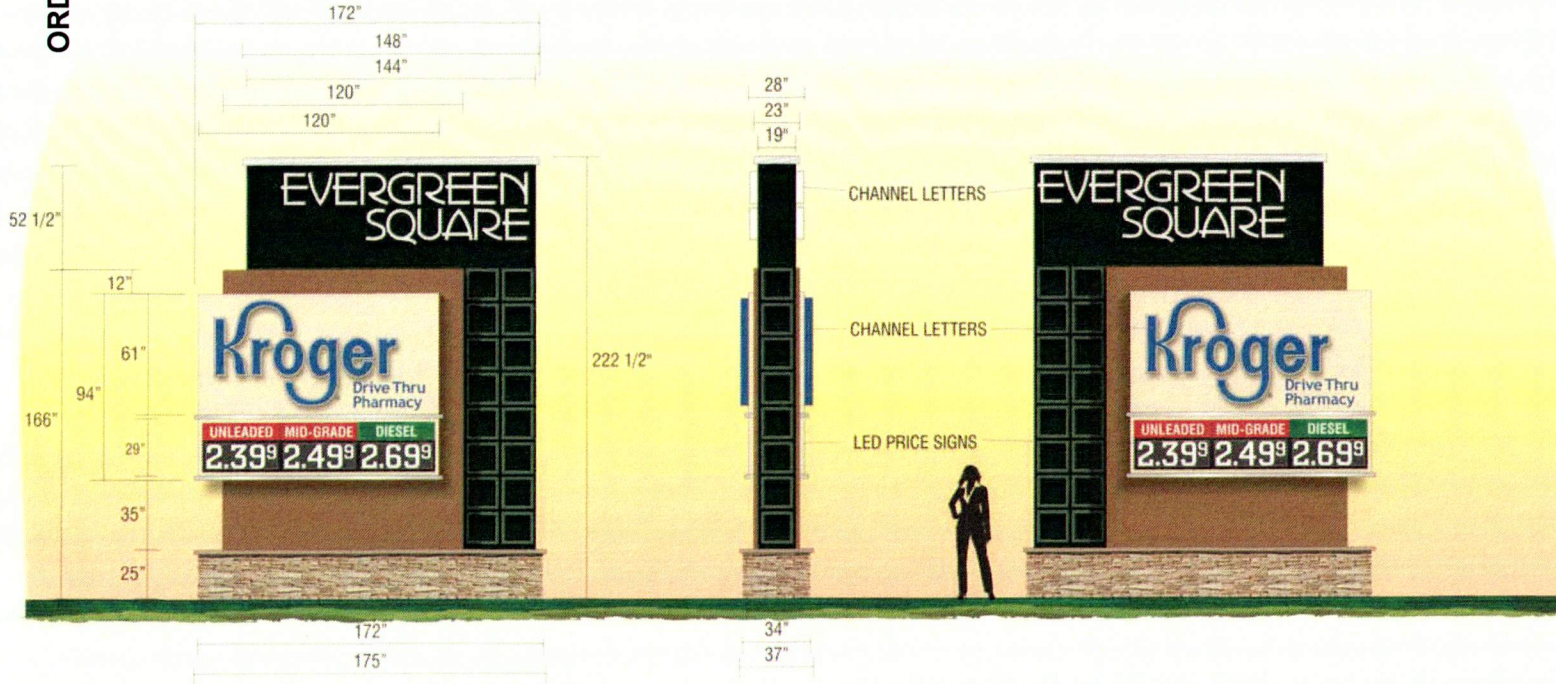 ORD
172"
148"
144"
120"
120"
28"
23"
19"
EVERGREEN
SQUARE
CHANNEL LETTERS
EVERGREEN
SQUARE
52 1/2"
12"
61"
94"
166"
29"
35"
25"
222 1/2"
Kroger
Drive Thru
Pharmacy
UNLEADED MID-GRADE DIESEL
2.39⁹ 2.49⁹ 2.69⁹
CHANNEL LETTERS
LED PRICE SIGNS
Kroger
Drive Thru
Pharmacy
UNLEADED MID-GRADE DIESEL
2.39⁹ 2.49⁹ 2.69⁹
172"
175"
34"
37"